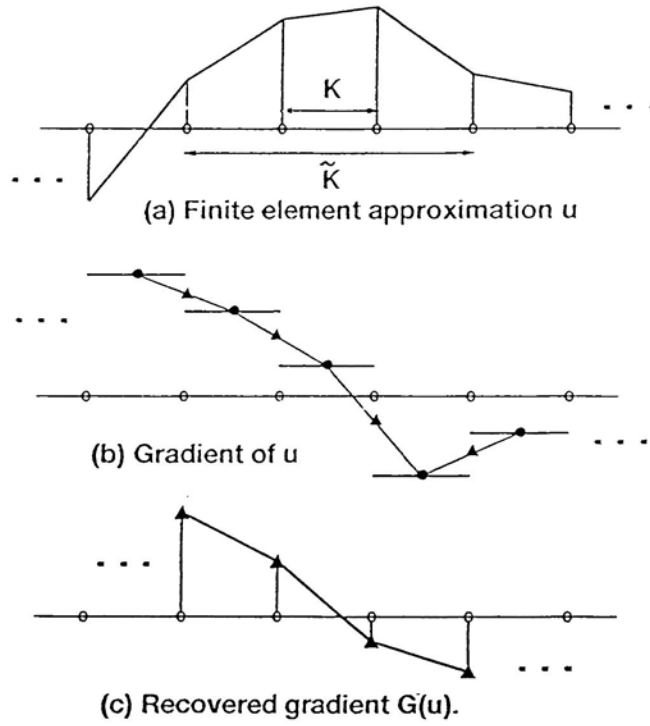 K
K̃
(a) Finite element approximation u
(b) Gradient of u
(c) Recovered gradient G(u).